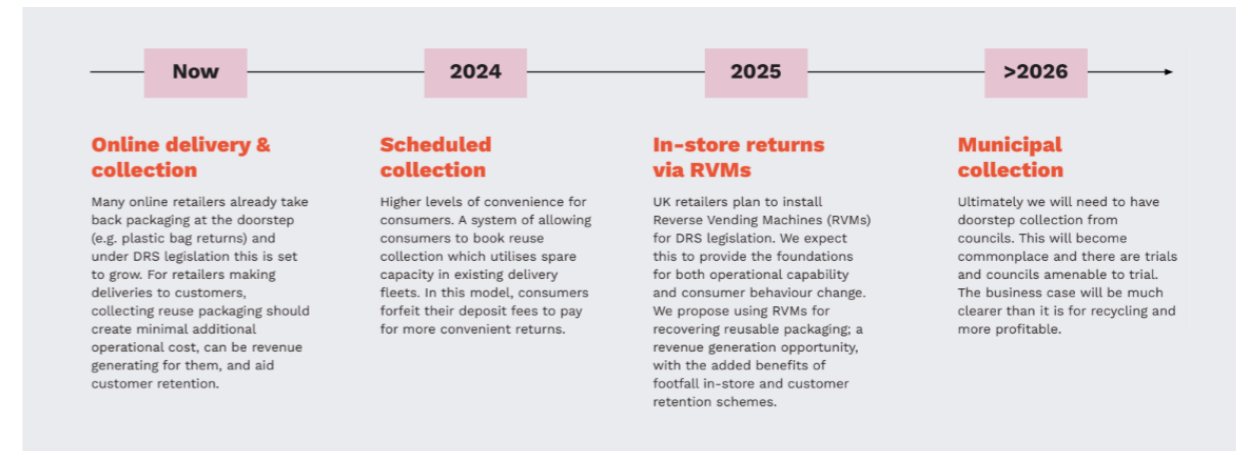 Now
2024
2025
>2026
Online delivery &
collection
Many online retailers already take
back packaging at the doorstep
(e.g. plastic bag returns) and
under DRS legislation this is set
to grow. For retailers making
deliveries to customers,
collecting reuse packaging should
create minimal additional
operational cost, can be revenue
generating for them, and aid
customer retention.
Scheduled
collection
Higher levels of convenience for
consumers. A system of allowing
consumers to book reuse
collection which utilises spare
capacity in existing delivery
fleets. In this model, consumers
forfeit their deposit fees to pay
for more convenient returns.
In-store returns
via RVMs
UK retailers plan to install
Reverse Vending Machines (RVMs)
for DRS legislation. We expect
this to provide the foundations
for both operational capability
and consumer behaviour change.
We propose using RVMs for
recovering reusable packaging; a
revenue generation opportunity,
with the added benefits of
footfall in-store and customer
retention schemes.
Municipal
collection
Ultimately we will need to have
doorstep collection from
councils. This will become
commonplace and there are trials
and councils amenable to trial.
The business case will be much
clearer than it is for recycling and
more profitable.